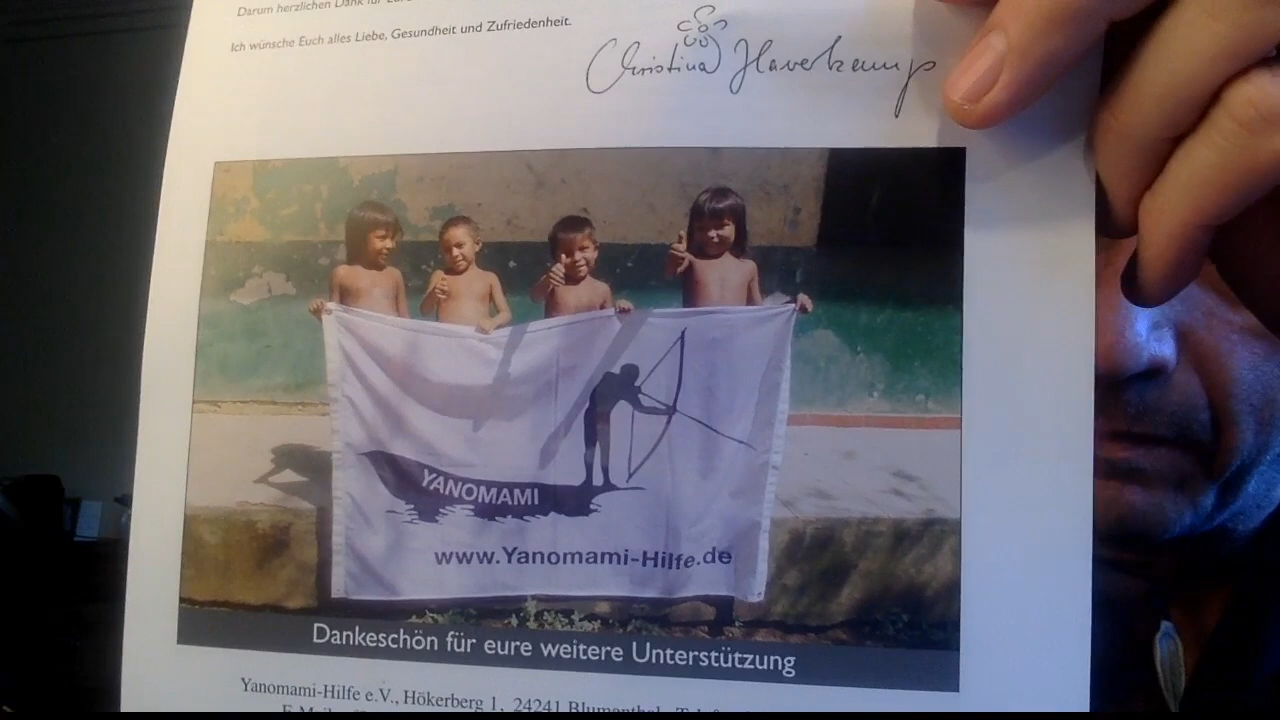 Darum herzlichen Dank für
Ich wünsche Euch alles Liebe, Gesundheit und Zufriedenheit.
Christina Haverkamp
YANOMAMI
www.Yanomami-Hilfe.de
Dankeschön für eure weitere Unterstützung
Yanomami-Hilfe e.V., Hökerberg 1, 24241 Blumenthal,